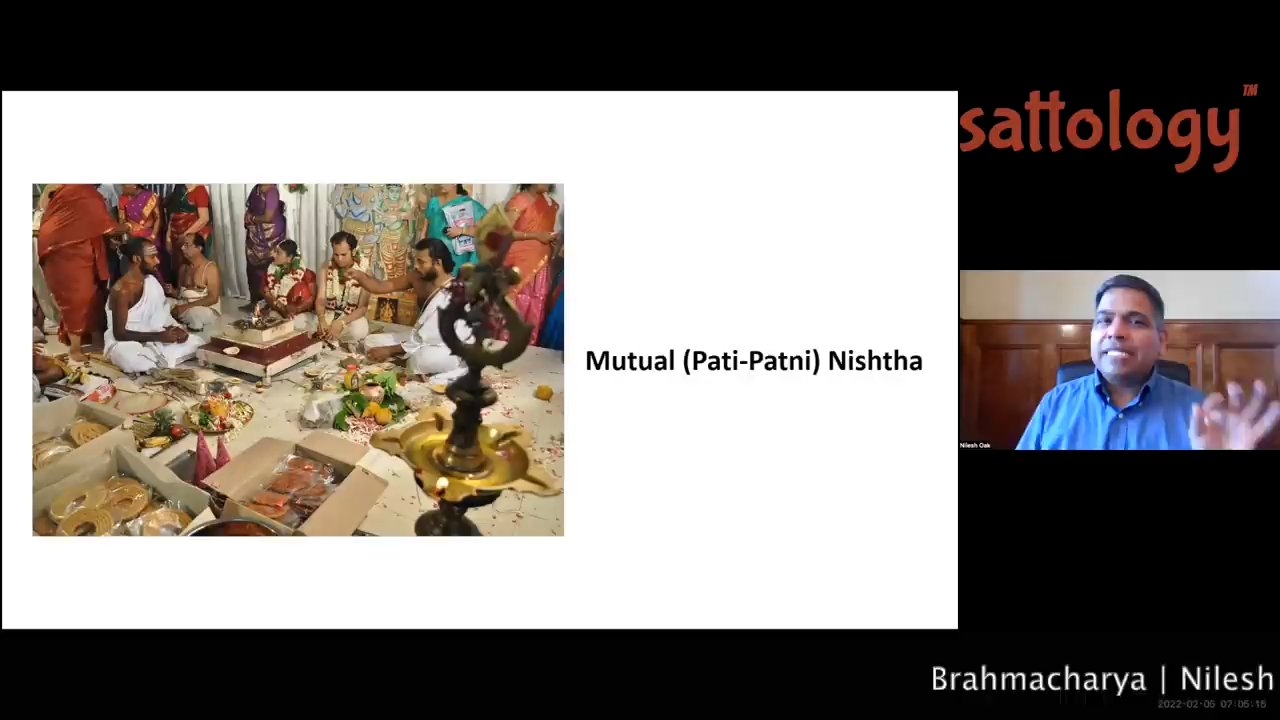 sattology™
Mutual (Pati-Patni) Nishtha
Nilesh Oak
Brahmacharya | Nilesh
2022-02-05 07:05:15